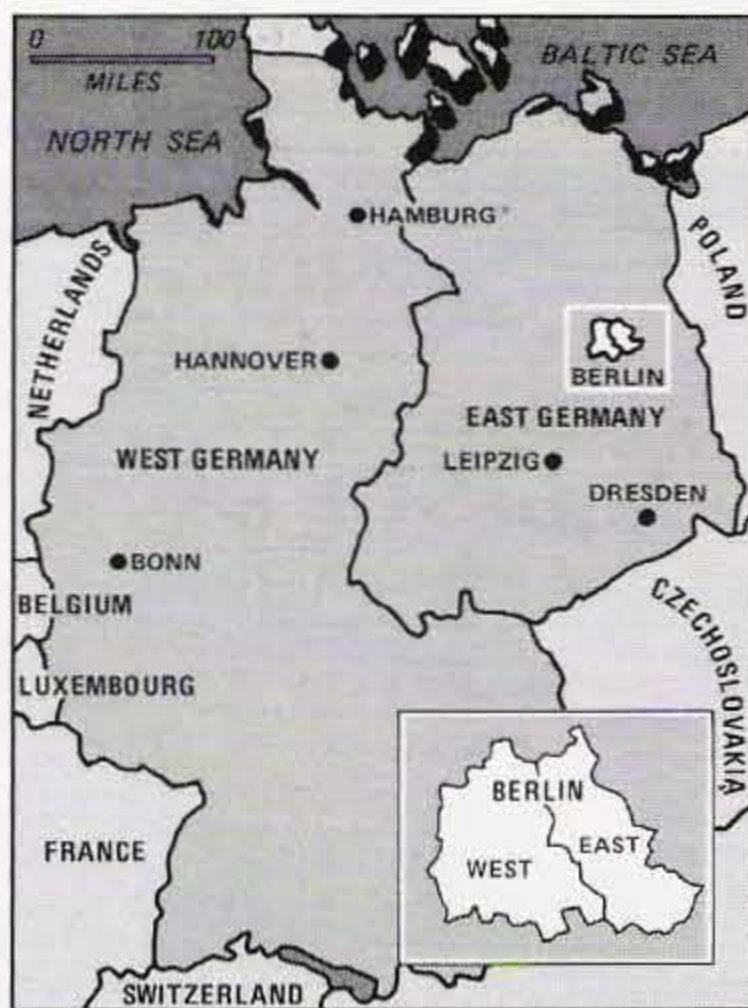 0 100
MILES
BALTIC SEA
NORTH SEA
HAMBURG
POLAND
NETHERLANDS
HANNOVER
BERLIN
EAST GERMANY
WEST GERMANY
LEIPZIG
DRESDEN
BONN
BELGIUM
CZECHOSLOVAKIA
LUXEMBOURG
BERLIN
EAST
WEST
FRANCE
SWITZERLAND